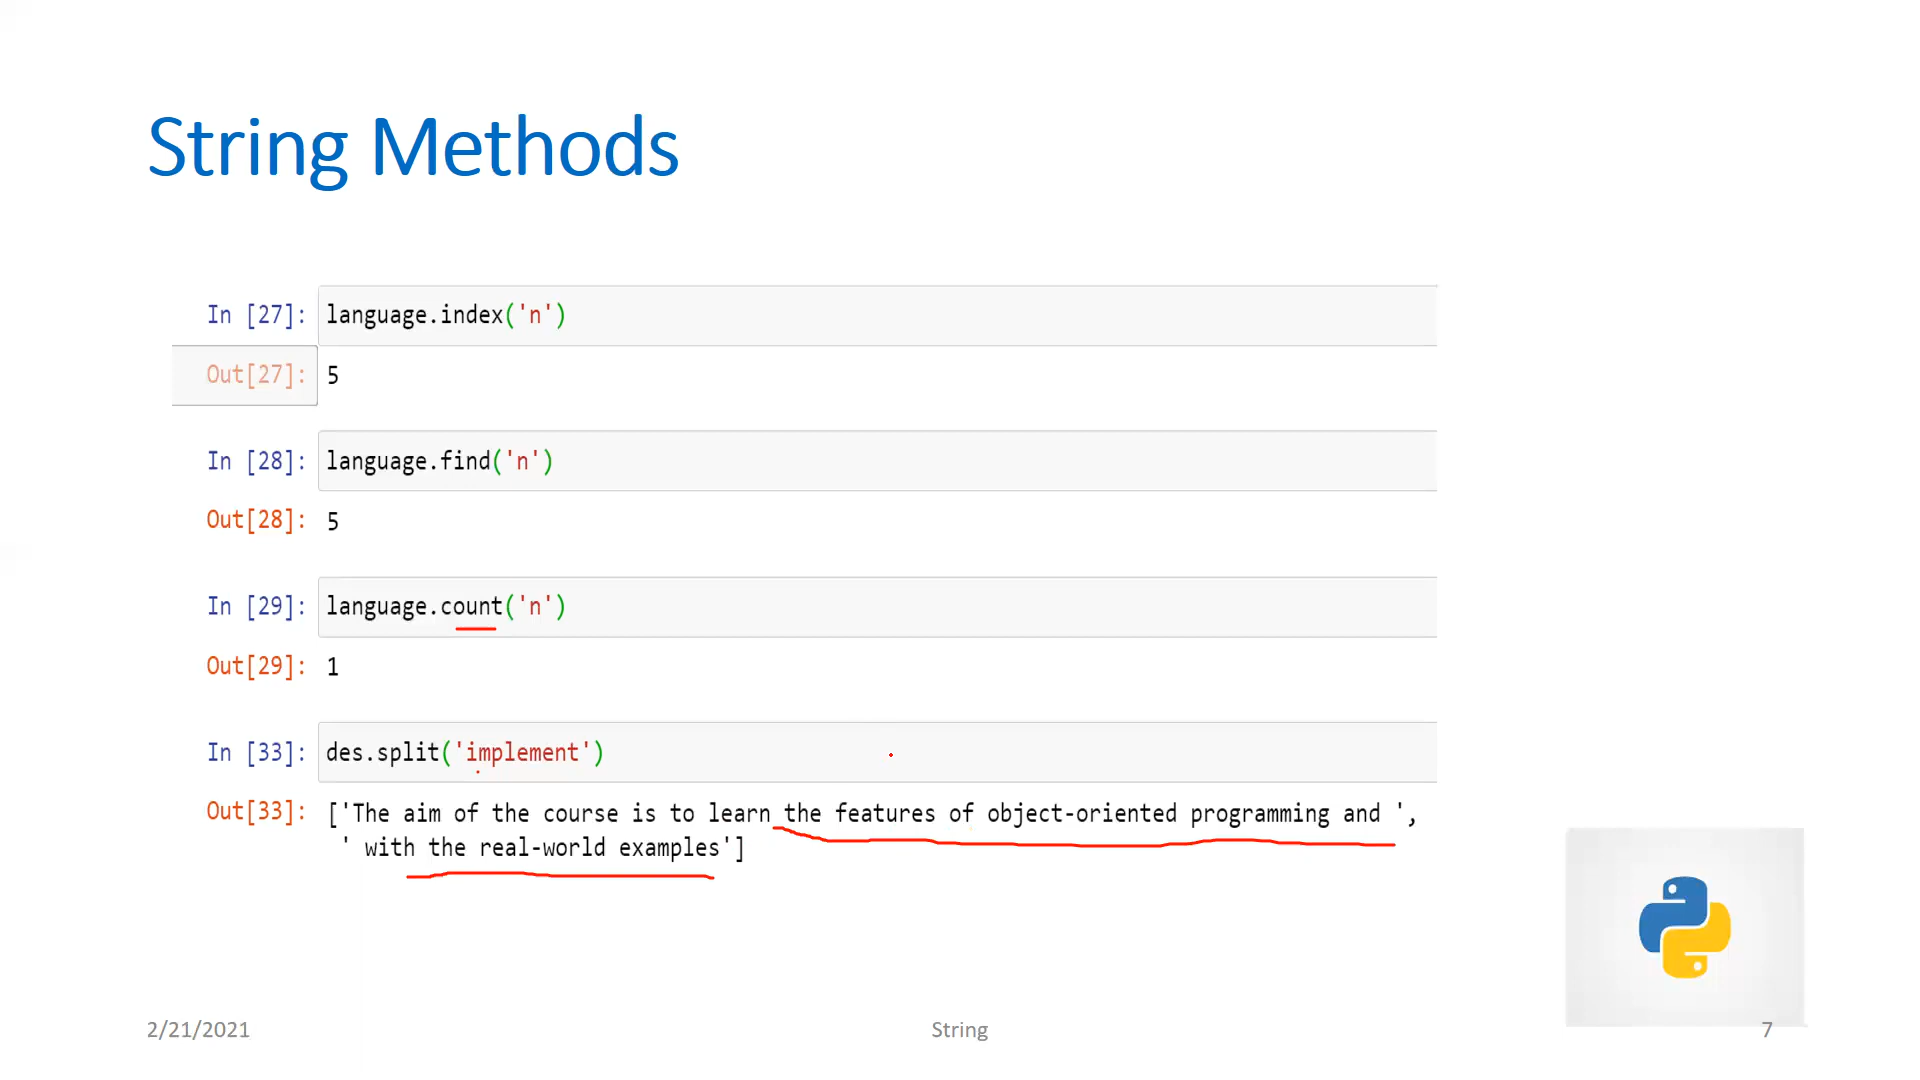 String Methods
In [27]: language.index('n')
Out[27]: 5
In [28]: language.find('n')
Out[28]: 5
In [29]: language.count('n')
Out[29]: 1
In [33]: des.split('implement')
Out[33]: ['The aim of the course is to learn the features of object-oriented programming and ',
' with the real-world examples']
2/21/2021
String
7